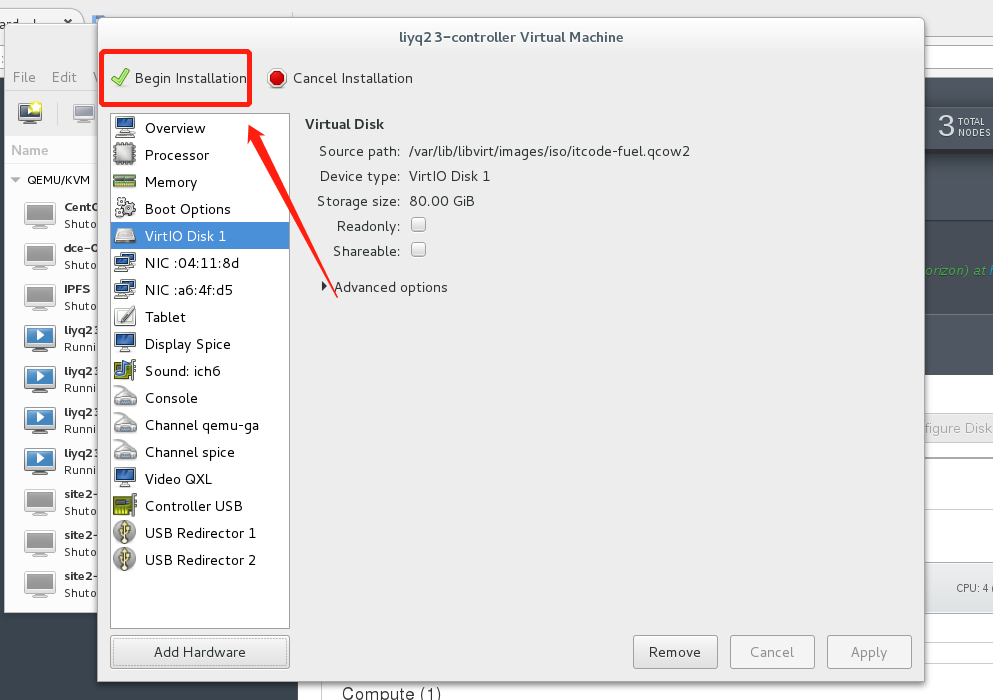 liyq23-controller Virtual Machine
File Edit
Begin Installation
Cancel Installation
3 TOTAL
NODES
Name
QEMU/KVM
CentO
Shuto
dce-
Shuto
IPFS
Shuto
liyq23
Runni
liyq23
Runni
liyq23
Runni
liyq23
Runni
site2-
Shuto
site2-
Shuto
site2-
Shuto
Overview
Processor
Memory
Boot Options
VirtIO Disk 1
NIC :04:11:8d
NIC :a6:4f:d5
Tablet
Display Spice
Sound: ich6
Console
Channel qemu-ga
Channel spice
Video QXL
Controller USB
USB Redirector 1
USB Redirector 2
Add Hardware
Virtual Disk
Source path: /var/lib/libvirt/images/iso/itcode-fuel.qcow2
Device type: VirtIO Disk 1
Storage size: 80.00 GiB
Readonly:
Shareable:
Advanced options
Remove
Cancel
Apply
orizon) at
figure Disk
CPU: 4
Compute (1)